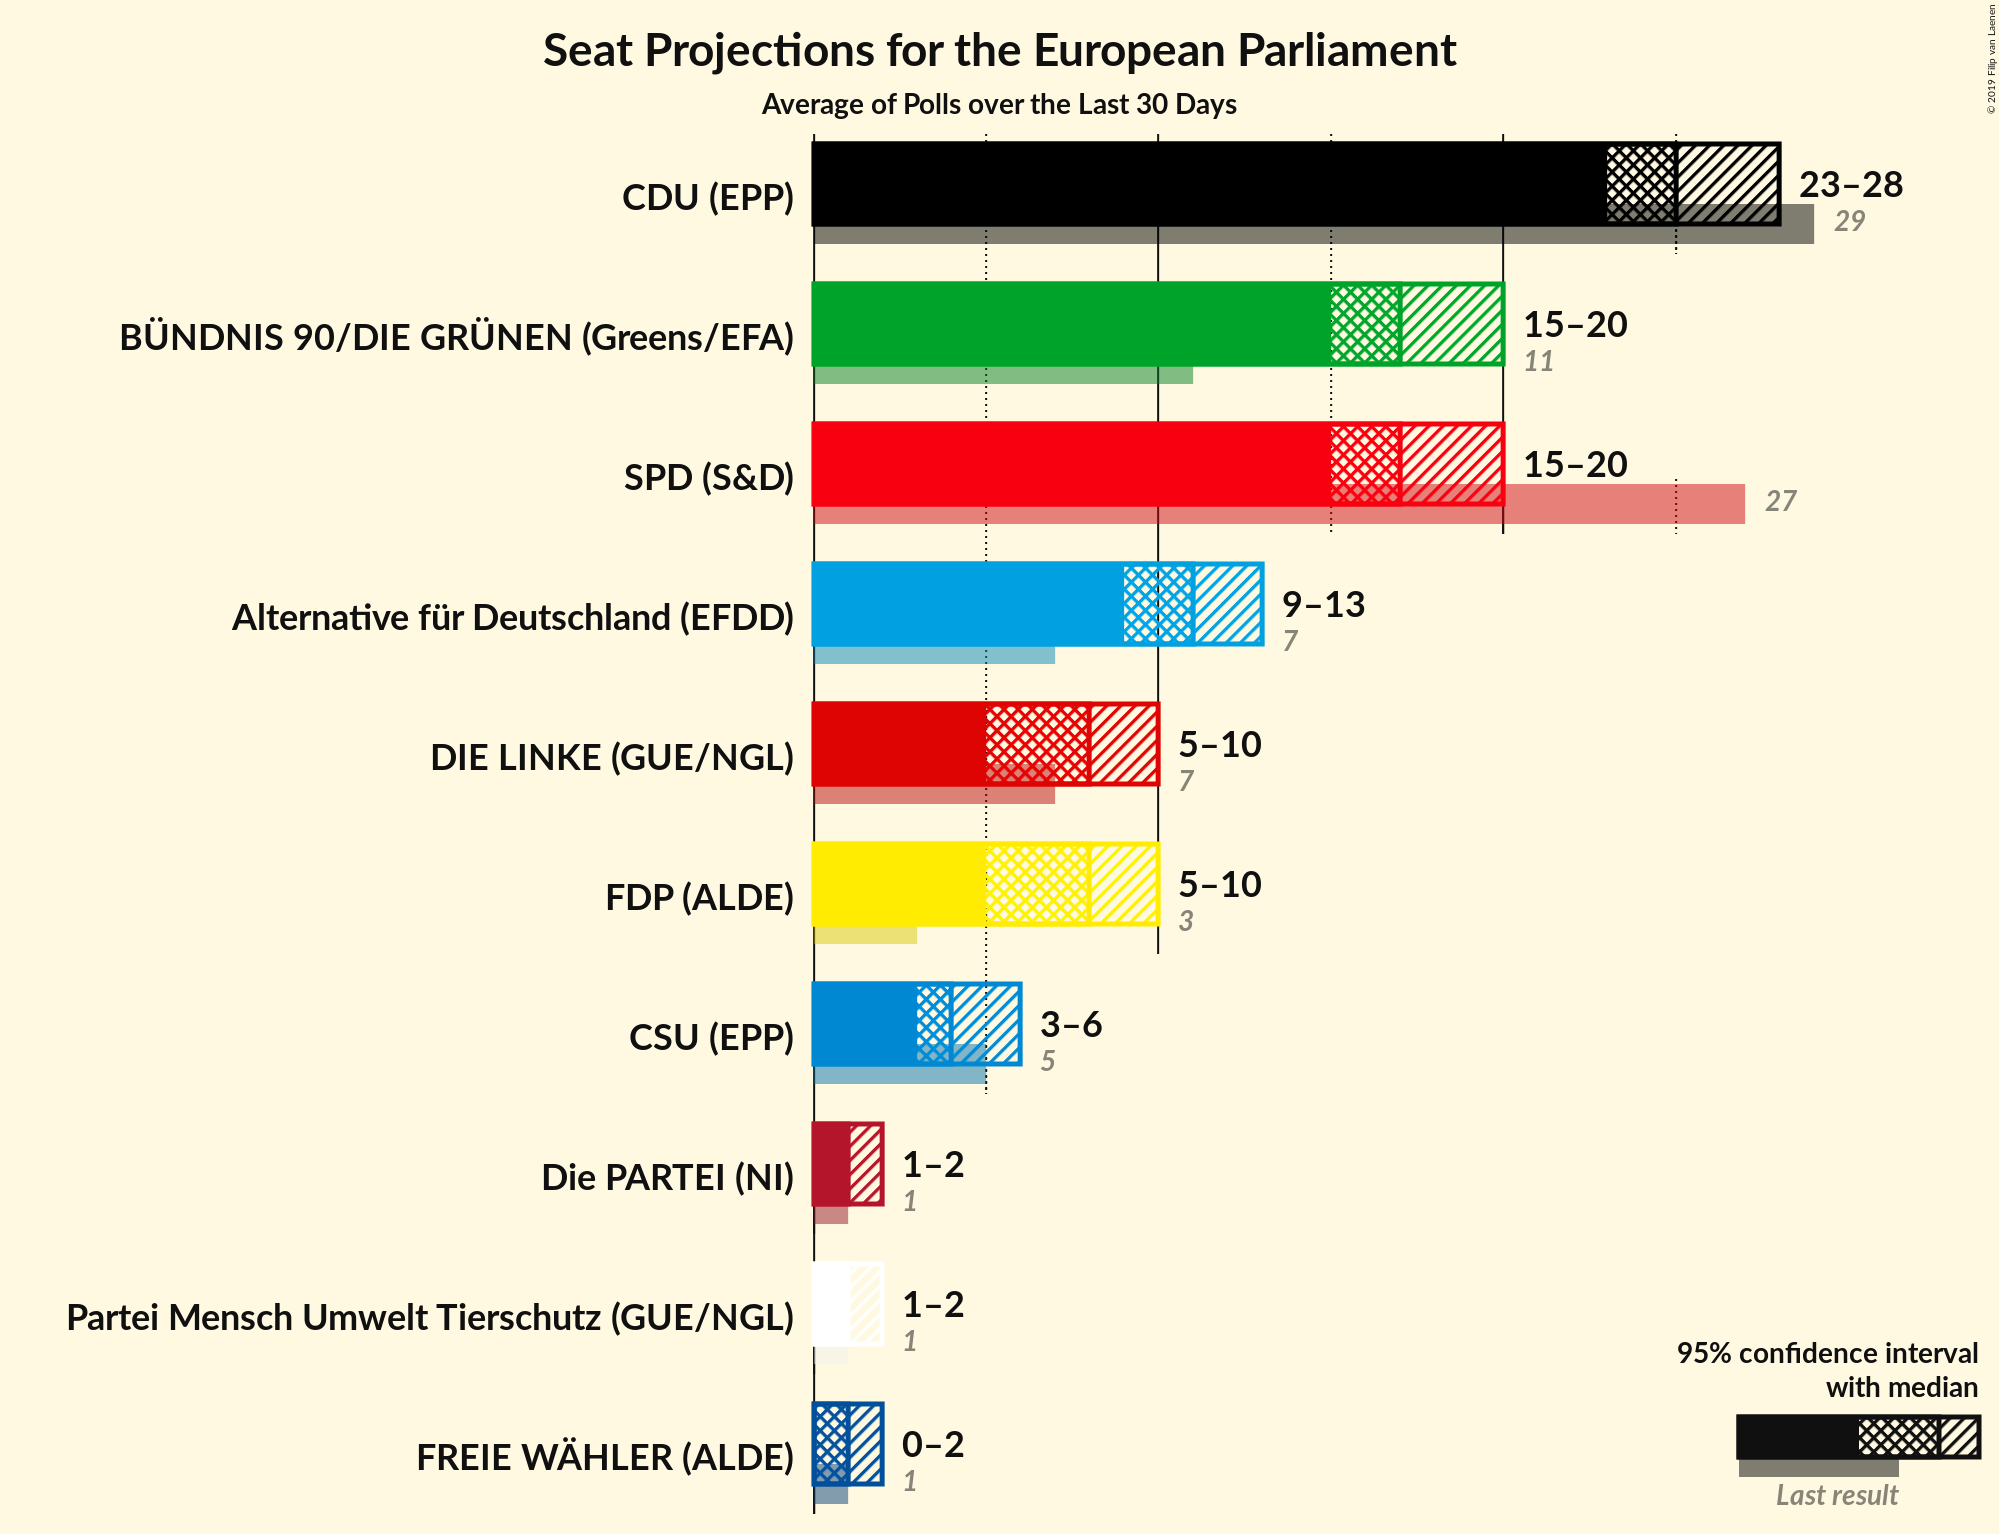 Seat Projections for the European Parliament
Average of Polls over the Last 30 Days
© 2019 Filip van Laenen
CDU (EPP)
23–28
29
BÜNDNIS 90/DIE GRÜNEN (Greens/EFA)
15–20
11
SPD (S&D)
15–20
27
Alternative für Deutschland (EFDD)
9–13
7
DIE LINKE (GUE/NGL)
5–10
7
FDP (ALDE)
5–10
3
CSU (EPP)
3–6
5
Die PARTEI (NI)
1–2
1
Partei Mensch Umwelt Tierschutz (GUE/NGL)
1–2
1
FREIE WÄHLER (ALDE)
0–2
1
95% confidence interval
with median
Last result